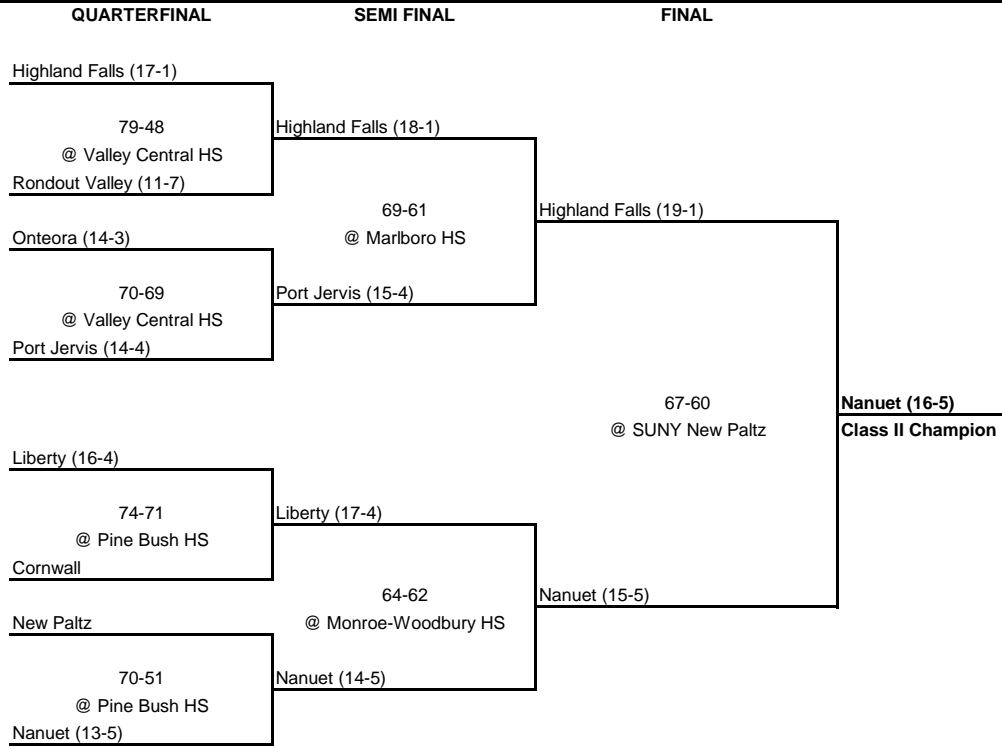 QUARTERFINAL SEMI FINAL FINAL
Highland Falls (17-1)
79-48 Highland Falls (18-1)
@ Valley Central HS
Rondout Valley (11-7)
69-61 Highland Falls (19-1)
Onteora (14-3) @ Marlboro HS
70-69 Port Jervis (15-4)
@ Valley Central HS
Port Jervis (14-4)
67-60 Nanuet (16-5)
@ SUNY New Paltz Class II Champion
Liberty (16-4)
74-71 Liberty (17-4)
@ Pine Bush HS
Cornwall
64-62 Nanuet (15-5)
New Paltz @ Monroe-Woodbury HS
70-51 Nanuet (14-5)
@ Pine Bush HS
Nanuet (13-5)